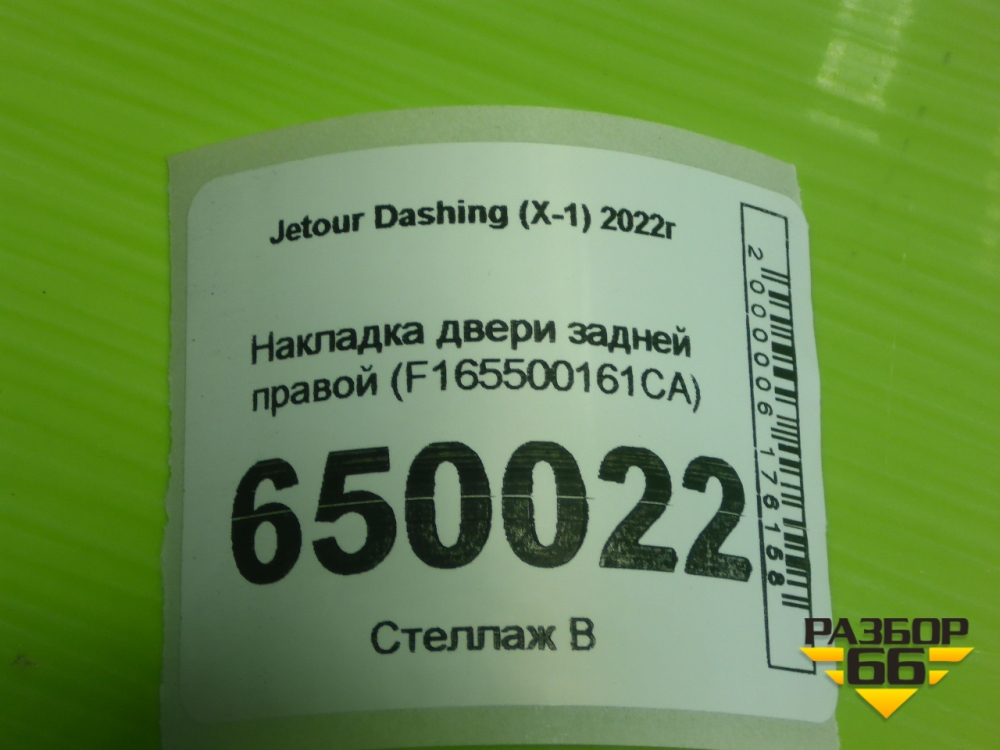 Jetour Dashing (X-1) 2022г
Накладка двери задней
правой (F165500161CA)
650022
Стеллаж В
2000006176158
РАЗБОР
66